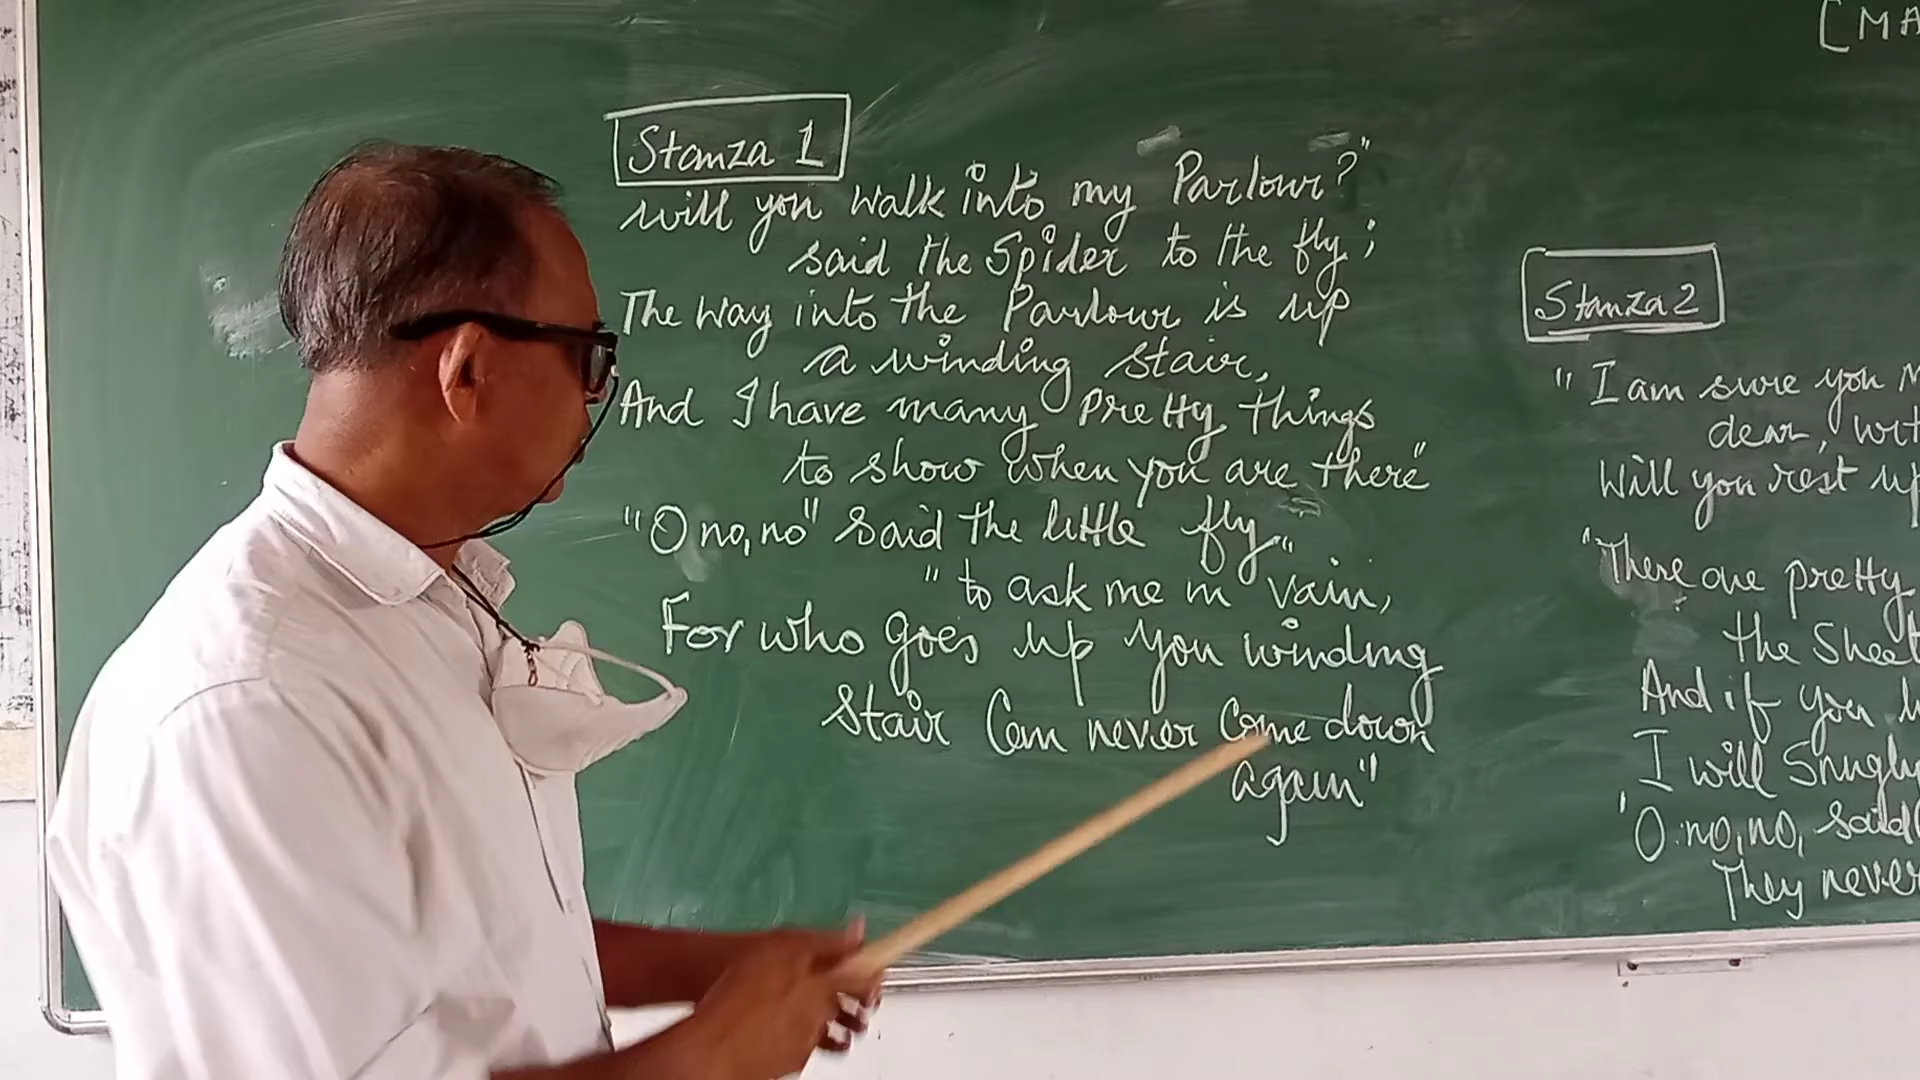 [MA
Stanza 1
will you walk into my Parlour?"
said the Spider to the fly;
The way into the Parlour is up
a winding stair,
And I have many pretty things
to show when you are there"
"O no, no" said the little fly,"
"to ask me in vain,
For who goes up you winding
Stair Can never Come down
again"
Stanza 2
" I am sure you m
dear, wit
Will you rest up
"There are pretty
the Sheet
And if you l
I will Snugly
'O no, no, said
They never